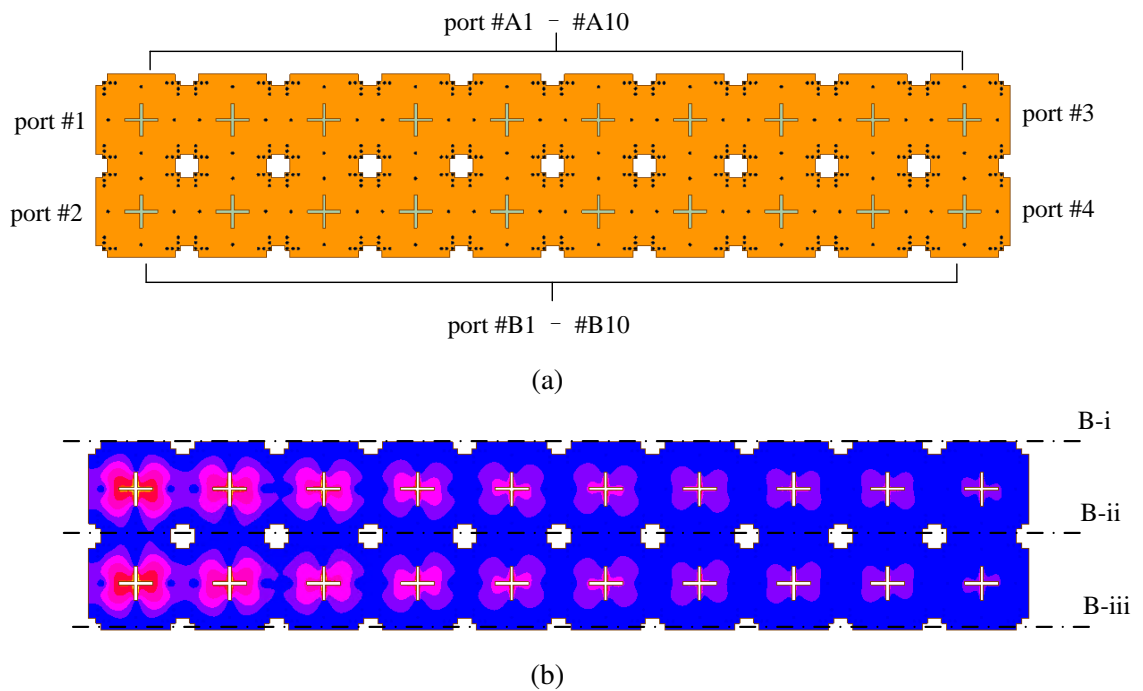 port #A1 – #A10
port #1
port #3
port #2
port #4
port #B1 – #B10
(a)
B-i
B-ii
B-iii
(b)